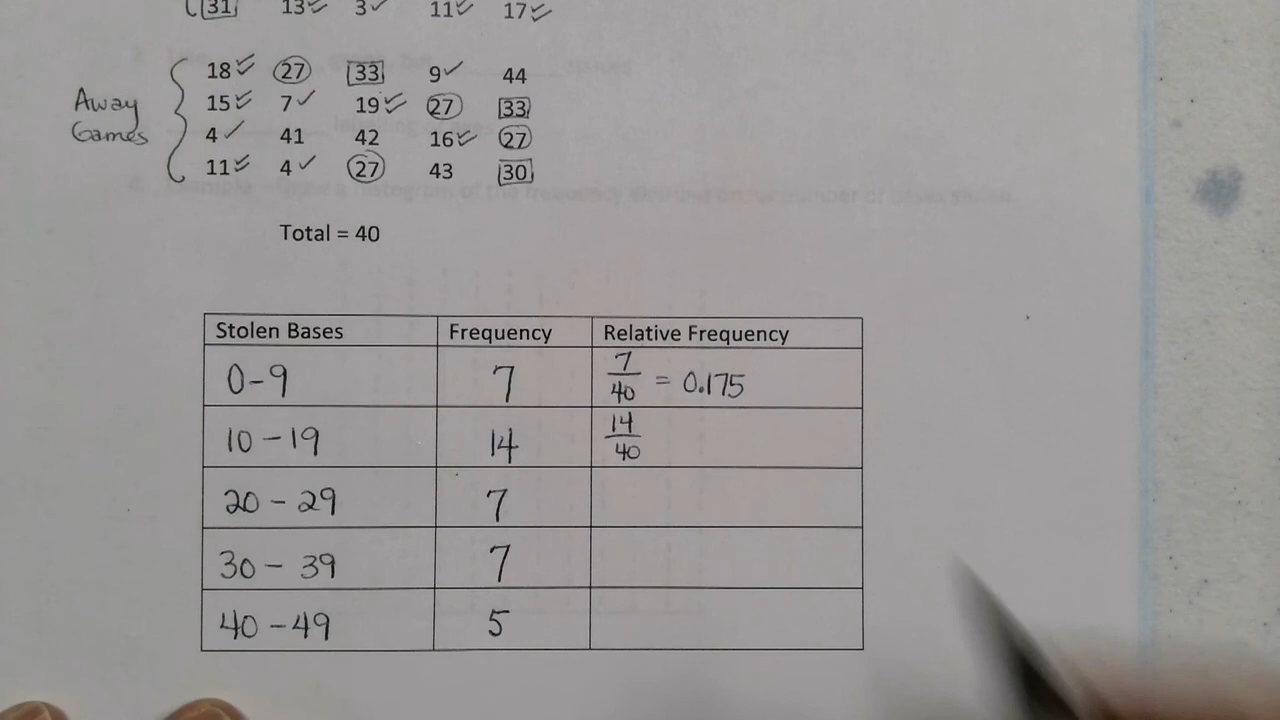 31 13 3 11 17
Away Games
18 27 33 9 44
15 7 19 27 33
4 41 42 16 27
11 4 27 43 30
Total = 40
Stolen Bases Frequency Relative Frequency
0-9 7 7/40 = 0.175
10-19 14 14/40
20-29 7
30-39 7
40-49 5